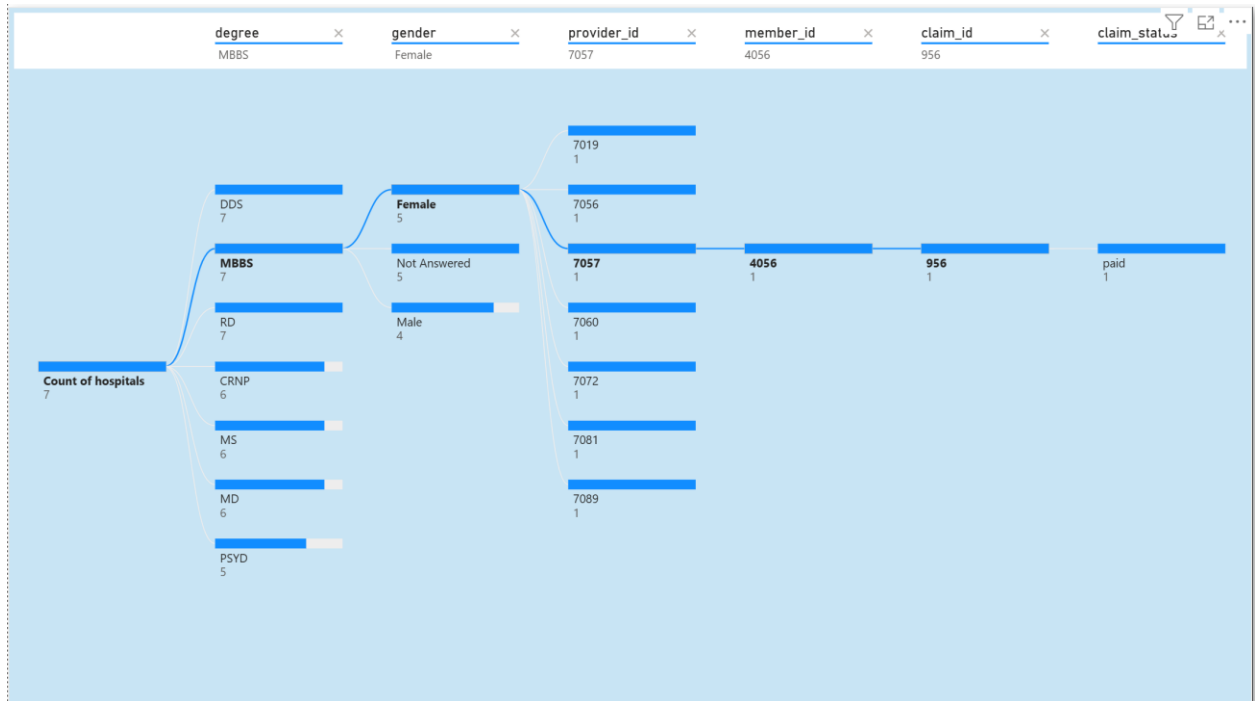 degree × gender × provider_id × member_id × claim_id × claim_status ×
MBBS Female 7057 4056 956
7019
1
DDS
7
Female
5
7056
1
MBBS
7
Not Answered
5
7057
1
4056
1
956
1
paid
1
RD
7
Male
4
7060
1
Count of hospitals
7
CRNP
6
7072
1
MS
6
7081
1
MD
6
7089
1
PSYD
5